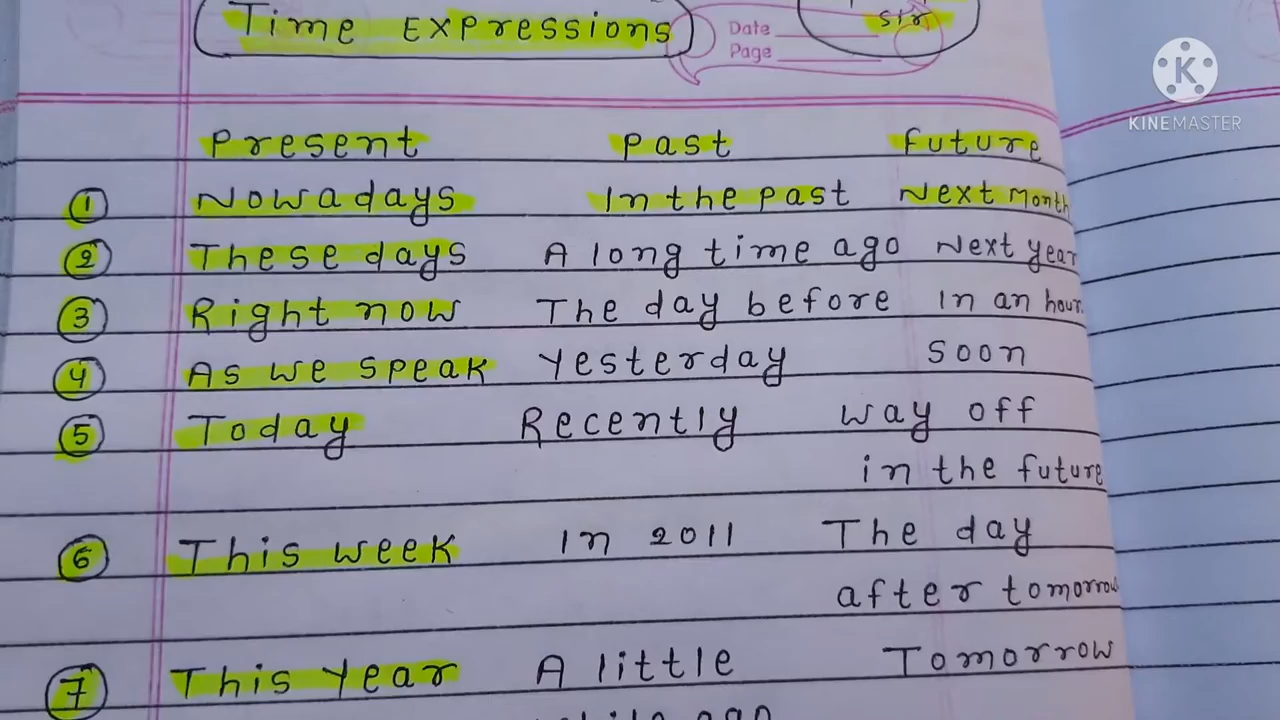 Time Expressions
sir
Date
Page
KINEMASTER
Present Past Future
1 Nowadays In the past Next Month
2 These days A long time ago Next year
3 Right now The day before In an hour.
4 As we speak Yesterday Soon
5 Today Recently way off
in the future
6 This week In 2011 The day
after tomorrow
7 This year A little Tomorrow
while ago